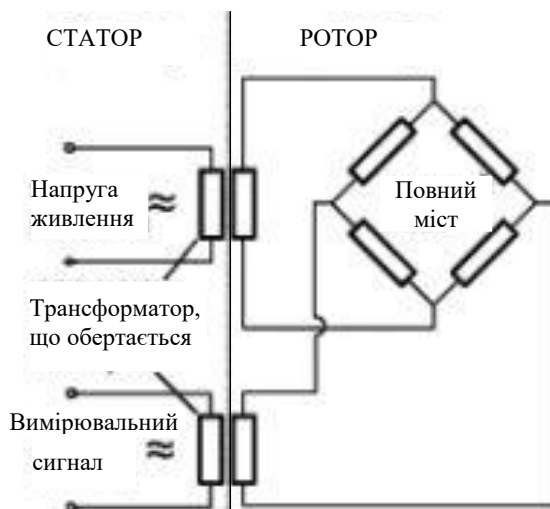 СТАТОР
РОТОР
Напруга
живлення
Повний
міст
Трансформатор,
що обертається
Вимірювальний
сигнал